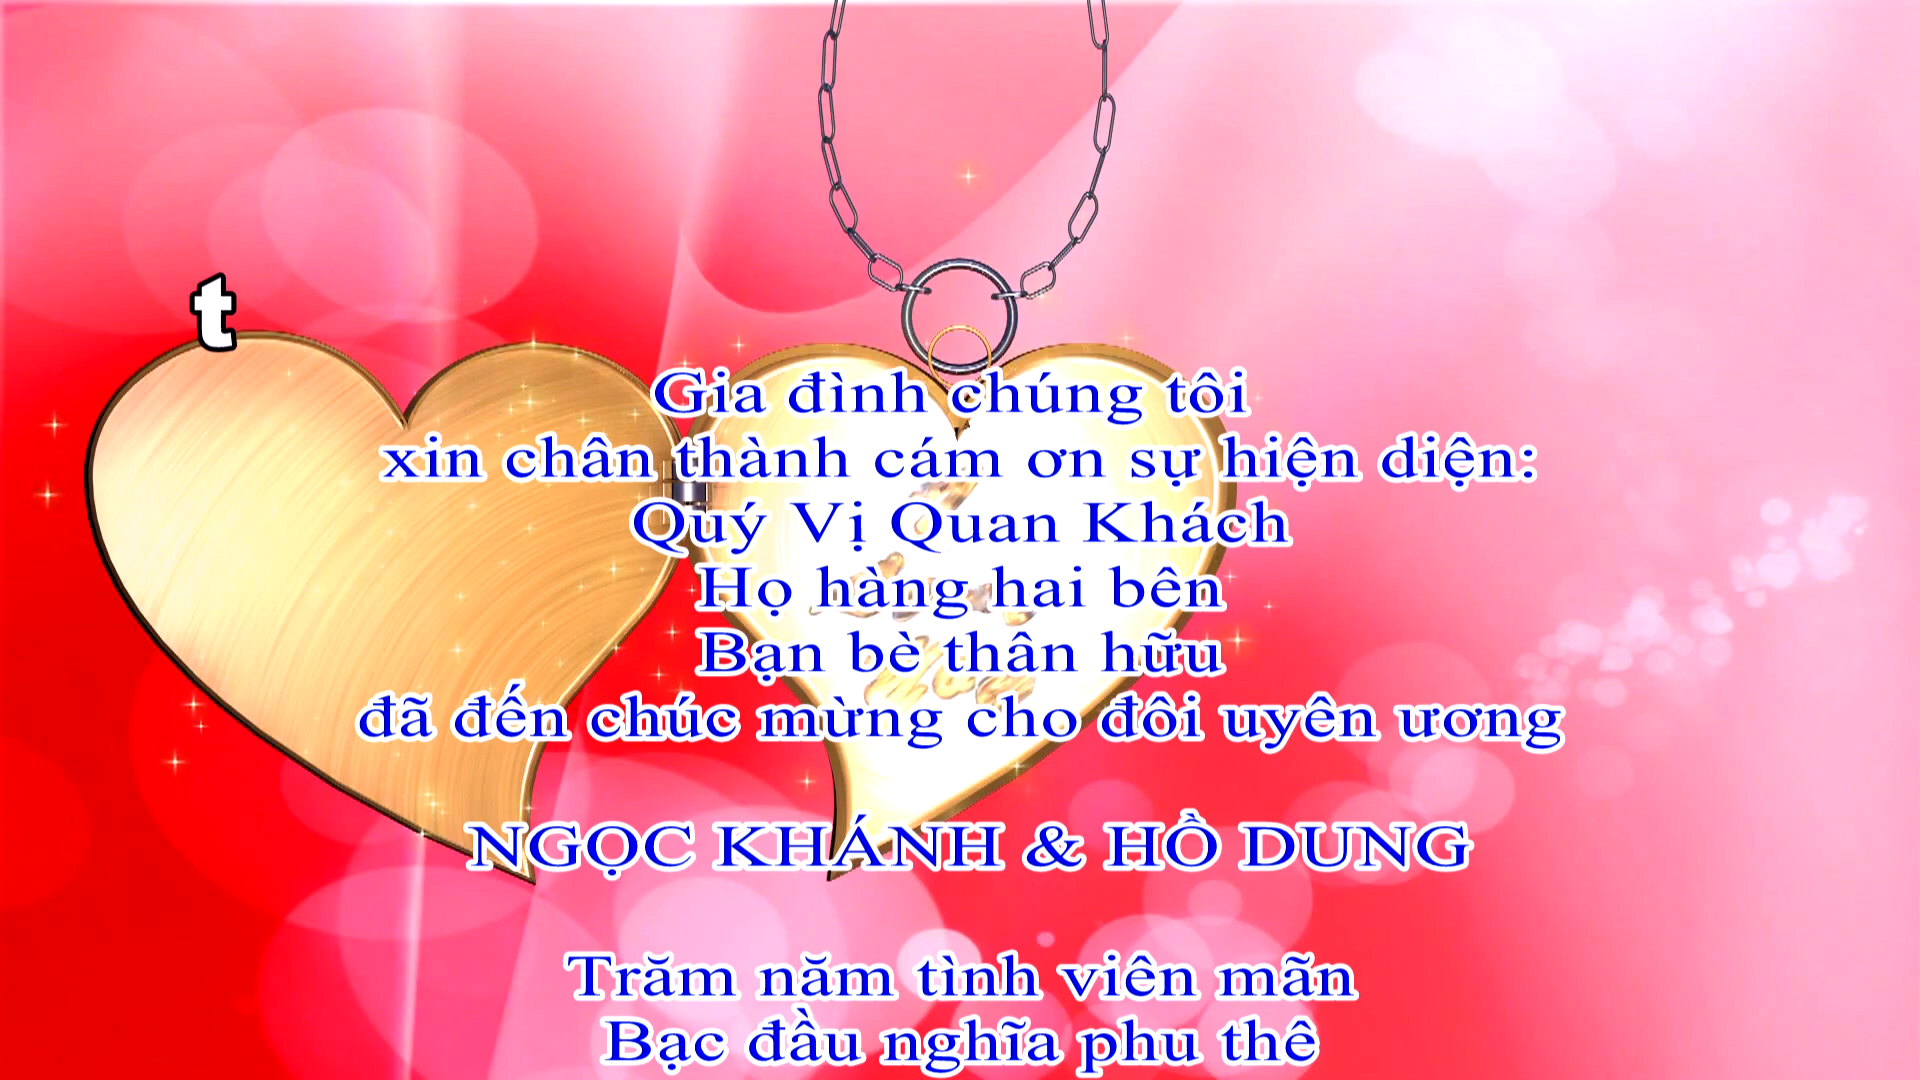 t
Gia đình chúng tôi
xin chân thành cám ơn sự hiện diện:
Quý Vị Quan Khách
Họ hàng hai bên
Bạn bè thân hữu
đã đến chúc mừng cho đôi uyên ương
NGỌC KHÁNH & HỒ DUNG
Trăm năm tình viên mãn
Bạc đầu nghĩa phu thê